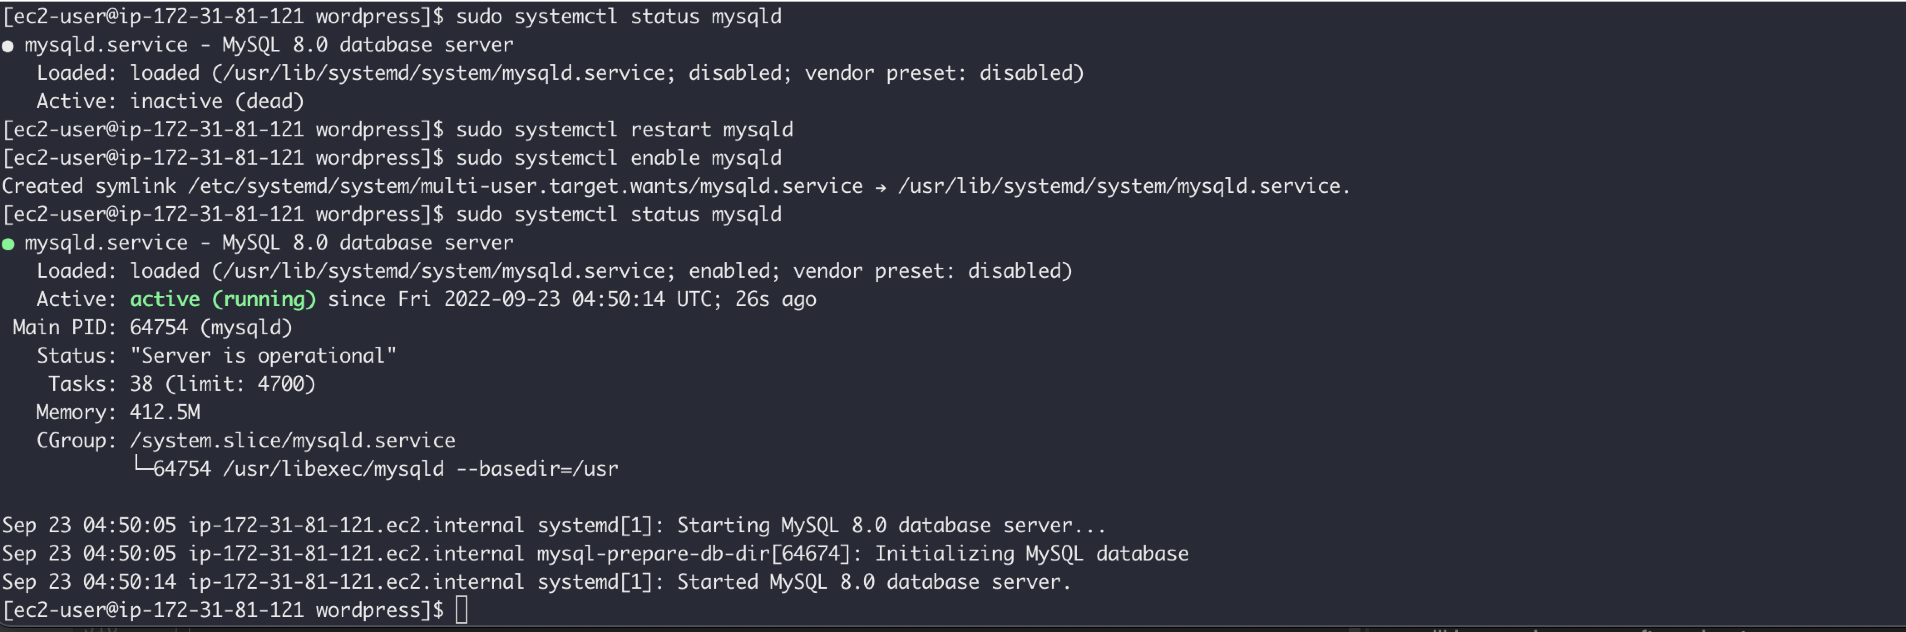 [ec2-user@ip-172-31-81-121 wordpress]$ sudo systemctl status mysqld
● mysqld.service - MySQL 8.0 database server
   Loaded: loaded (/usr/lib/systemd/system/mysqld.service; disabled; vendor preset: disabled)
   Active: inactive (dead)
[ec2-user@ip-172-31-81-121 wordpress]$ sudo systemctl restart mysqld
[ec2-user@ip-172-31-81-121 wordpress]$ sudo systemctl enable mysqld
Created symlink /etc/systemd/system/multi-user.target.wants/mysqld.service → /usr/lib/systemd/system/mysqld.service.
[ec2-user@ip-172-31-81-121 wordpress]$ sudo systemctl status mysqld
● mysqld.service - MySQL 8.0 database server
   Loaded: loaded (/usr/lib/systemd/system/mysqld.service; enabled; vendor preset: disabled)
   Active: active (running) since Fri 2022-09-23 04:50:14 UTC; 26s ago
 Main PID: 64754 (mysqld)
   Status: "Server is operational"
    Tasks: 38 (limit: 4700)
   Memory: 412.5M
   CGroup: /system.slice/mysqld.service
           └─64754 /usr/libexec/mysqld --basedir=/usr
Sep 23 04:50:05 ip-172-31-81-121.ec2.internal systemd[1]: Starting MySQL 8.0 database server...
Sep 23 04:50:05 ip-172-31-81-121.ec2.internal mysql-prepare-db-dir[64674]: Initializing MySQL database
Sep 23 04:50:14 ip-172-31-81-121.ec2.internal systemd[1]: Started MySQL 8.0 database server.
[ec2-user@ip-172-31-81-121 wordpress]$